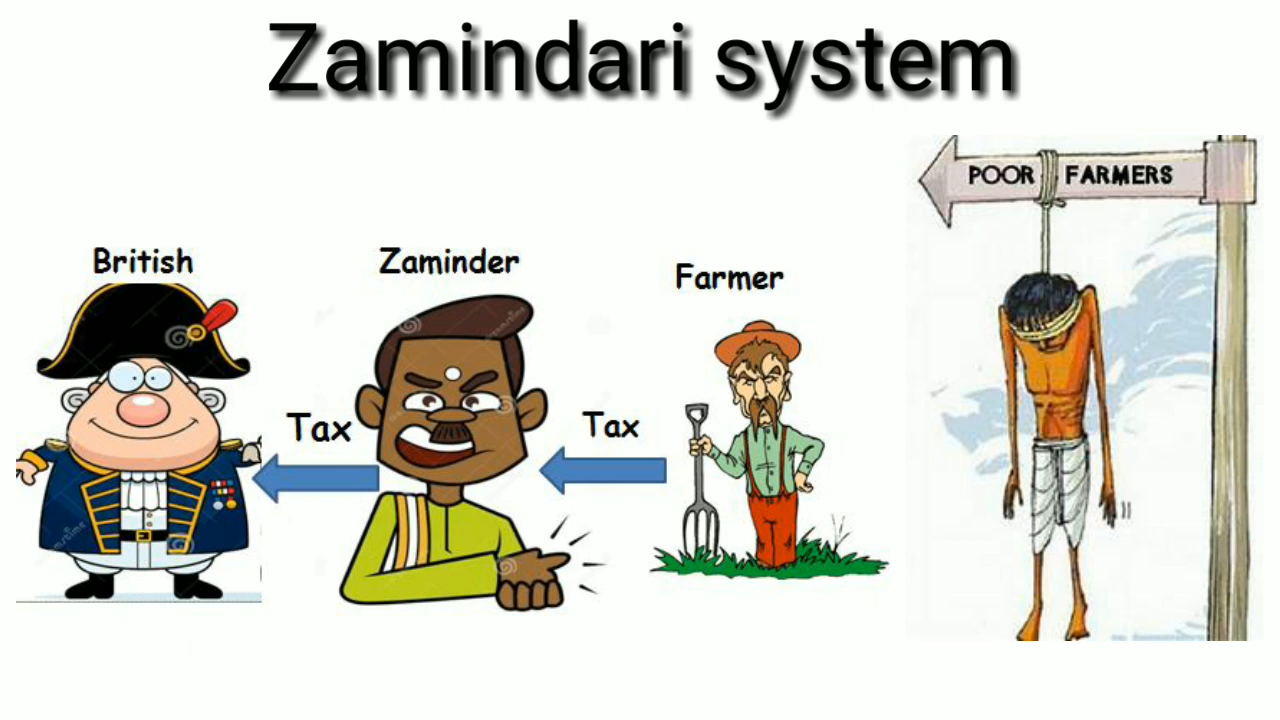 Zamindari system
British
Zaminder
Farmer
Tax
Tax
POOR FARMERS